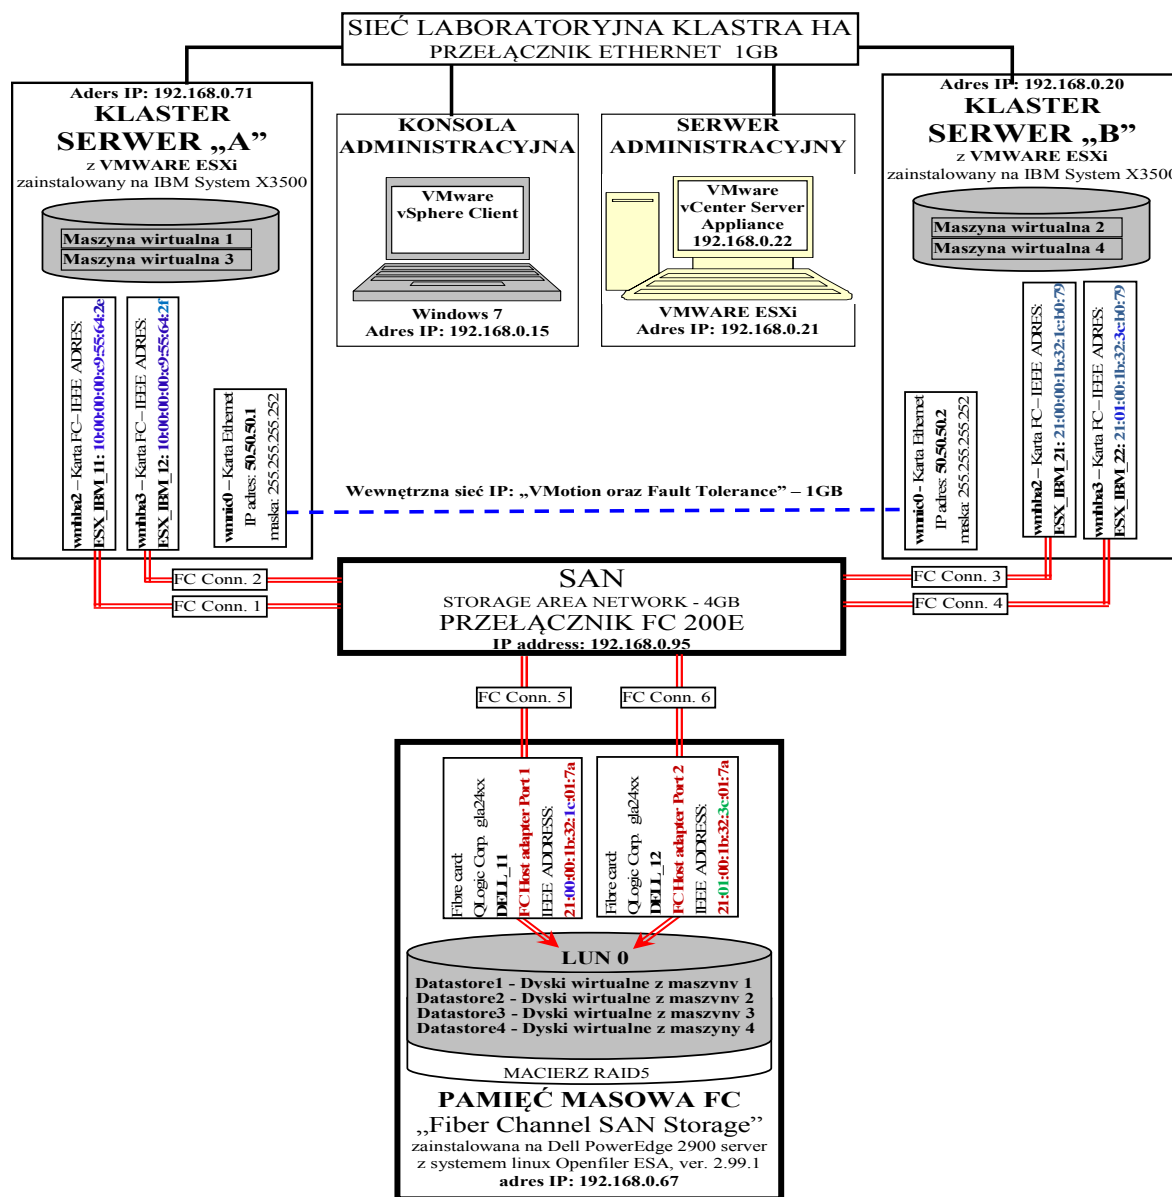 SIEĆ LABORATORYJNA KLASTRA HA
PRZEŁĄCZNIK ETHERNET 1GB
Aders IP: 192.168.0.71
KLASTER
SERWER „A”
z VMWARE ESXi
zainstalowany na IBM System X3500
Maszyna wirtualna 1
Maszyna wirtualna 3
wmhba2 – Karta FC – IEEE ADRES:
ESX_IBM_11: 10:00:00:00:c9:55:64:2e
wmhba3 – Karta FC – IEEE ADRES:
ESX_IBM_12: 10:00:00:00:c9:55:64:2f
wmnic0 – Karta Ethernet
IP adres: 50.50.50.1
maska: 255.255.255.252
KONSOLA
ADMINISTRACYJNA
VMware
vSphere Client
Windows 7
Adres IP: 192.168.0.15
SERWER
ADMINISTRACYJNY
VMware
vCenter Server
Appliance
192.168.0.22
VMWARE ESXi
Adres IP: 192.168.0.21
Adres IP: 192.168.0.20
KLASTER
SERWER „B”
z VMWARE ESXi
zainstalowany na IBM System X3500
Maszyna wirtualna 2
Maszyna wirtualna 4
wmnic0 - Karta Ethernet
IP adres: 50.50.50.2
maska: 255.255.255.252
wmhba2 – Karta FC – IEEE ADRES:
ESX_IBM_21: 21:00:00:1b:32:1c:b0:79
wmhba3 – Karta FC – IEEE ADRES:
ESX_IBM_22: 21:01:00:1b:32:3c:b0:79
Wewnętrzna sieć IP: „VMotion oraz Fault Tolerance” – 1GB
FC Conn. 2
FC Conn. 1
FC Conn. 3
FC Conn. 4
SAN
STORAGE AREA NETWORK - 4GB
PRZEŁĄCZNIK FC 200E
IP address: 192.168.0.95
FC Conn. 5
FC Conn. 6
Fibre card:
QLogic Corp. gla24xx
DELL_11
FC Host adapter Port 1
IEEE ADDRESS:
21:00:00:1b:32:1c:01:7a
Fibre card:
QLogic Corp. gla24xx
DELL_12
FC Host adapter Port 2
IEEE ADDRESS:
21:01:00:1b:32:3c:01:7a
LUN 0
Datastore1 - Dyski wirtualne z maszyny 1
Datastore2 - Dyski wirtualne z maszyny 2
Datastore3 - Dyski wirtualne z maszyny 3
Datastore4 - Dyski wirtualne z maszyny 4
MACIERZ RAID5
PAMIĘĆ MASOWA FC
„Fiber Channel SAN Storage”
zainstalowana na Dell PowerEdge 2900 server
z systemem linux Openfiler ESA, ver. 2.99.1
adres IP: 192.168.0.67